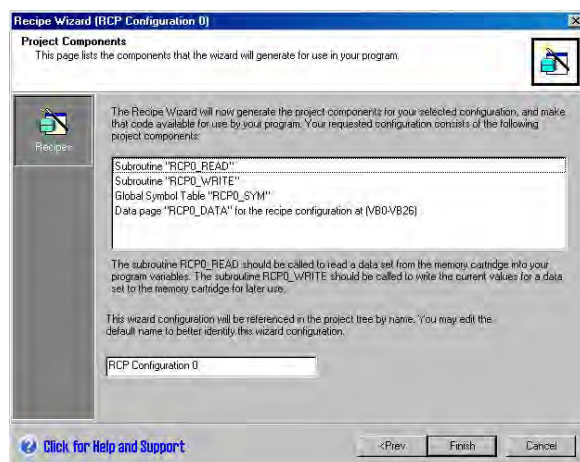 Recipe Wizard (RCP Configuration 0)
Project Components
This page lists the components that the wizard will generate for use in your program.
Recipes
The Recipe Wizard will now generate the project components for your selected configuration, and make
that code available for use by your program. Your requested configuration consists of the following
project components:
Subroutine "RCP0_READ"
Subroutine "RCP0_WRITE"
Global Symbol Table "RCP0_SYM"
Data page "RCP0_DATA" for the recipe configuration at (VB0-VB26)
The subroutine RCP0_READ should be called to read a data set from the memory cartridge into your
program variables. The subroutine RCP0_WRITE should be called to write the current values for a data
set to the memory cartridge for later use.
This wizard configuration will be referenced in the project tree by name. You may edit the
default name to better identify this wizard configuration.
RCP Configuration 0
Click for Help and Support
<Prev
Finish
Cancel